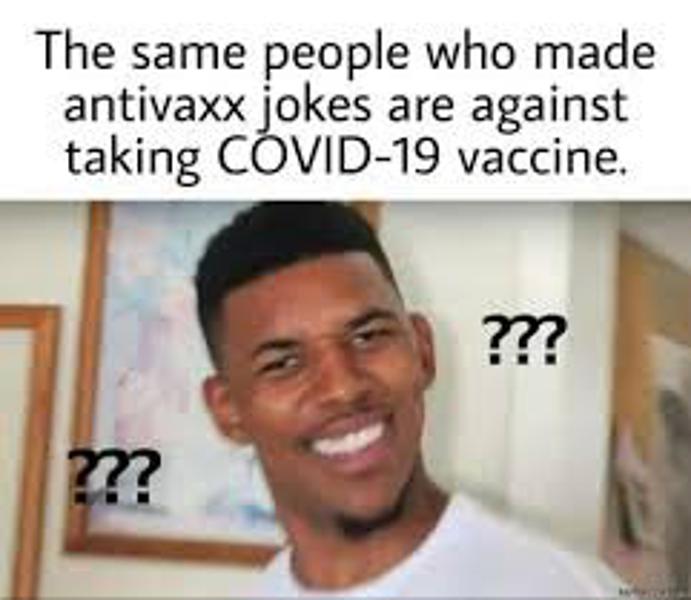 The same people who made
antivaxx jokes are against
taking COVID-19 vaccine.
???
???